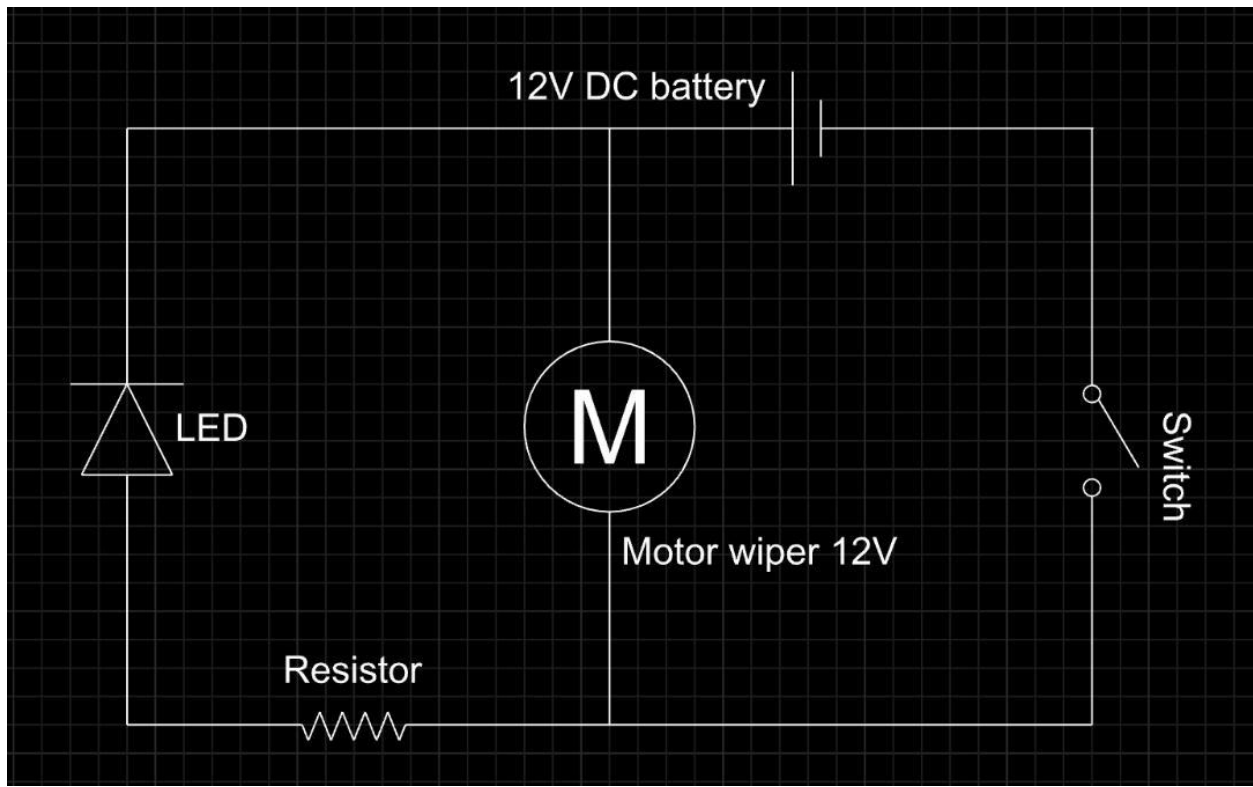 12V DC battery
LED
M
Switch
Motor wiper 12V
Resistor